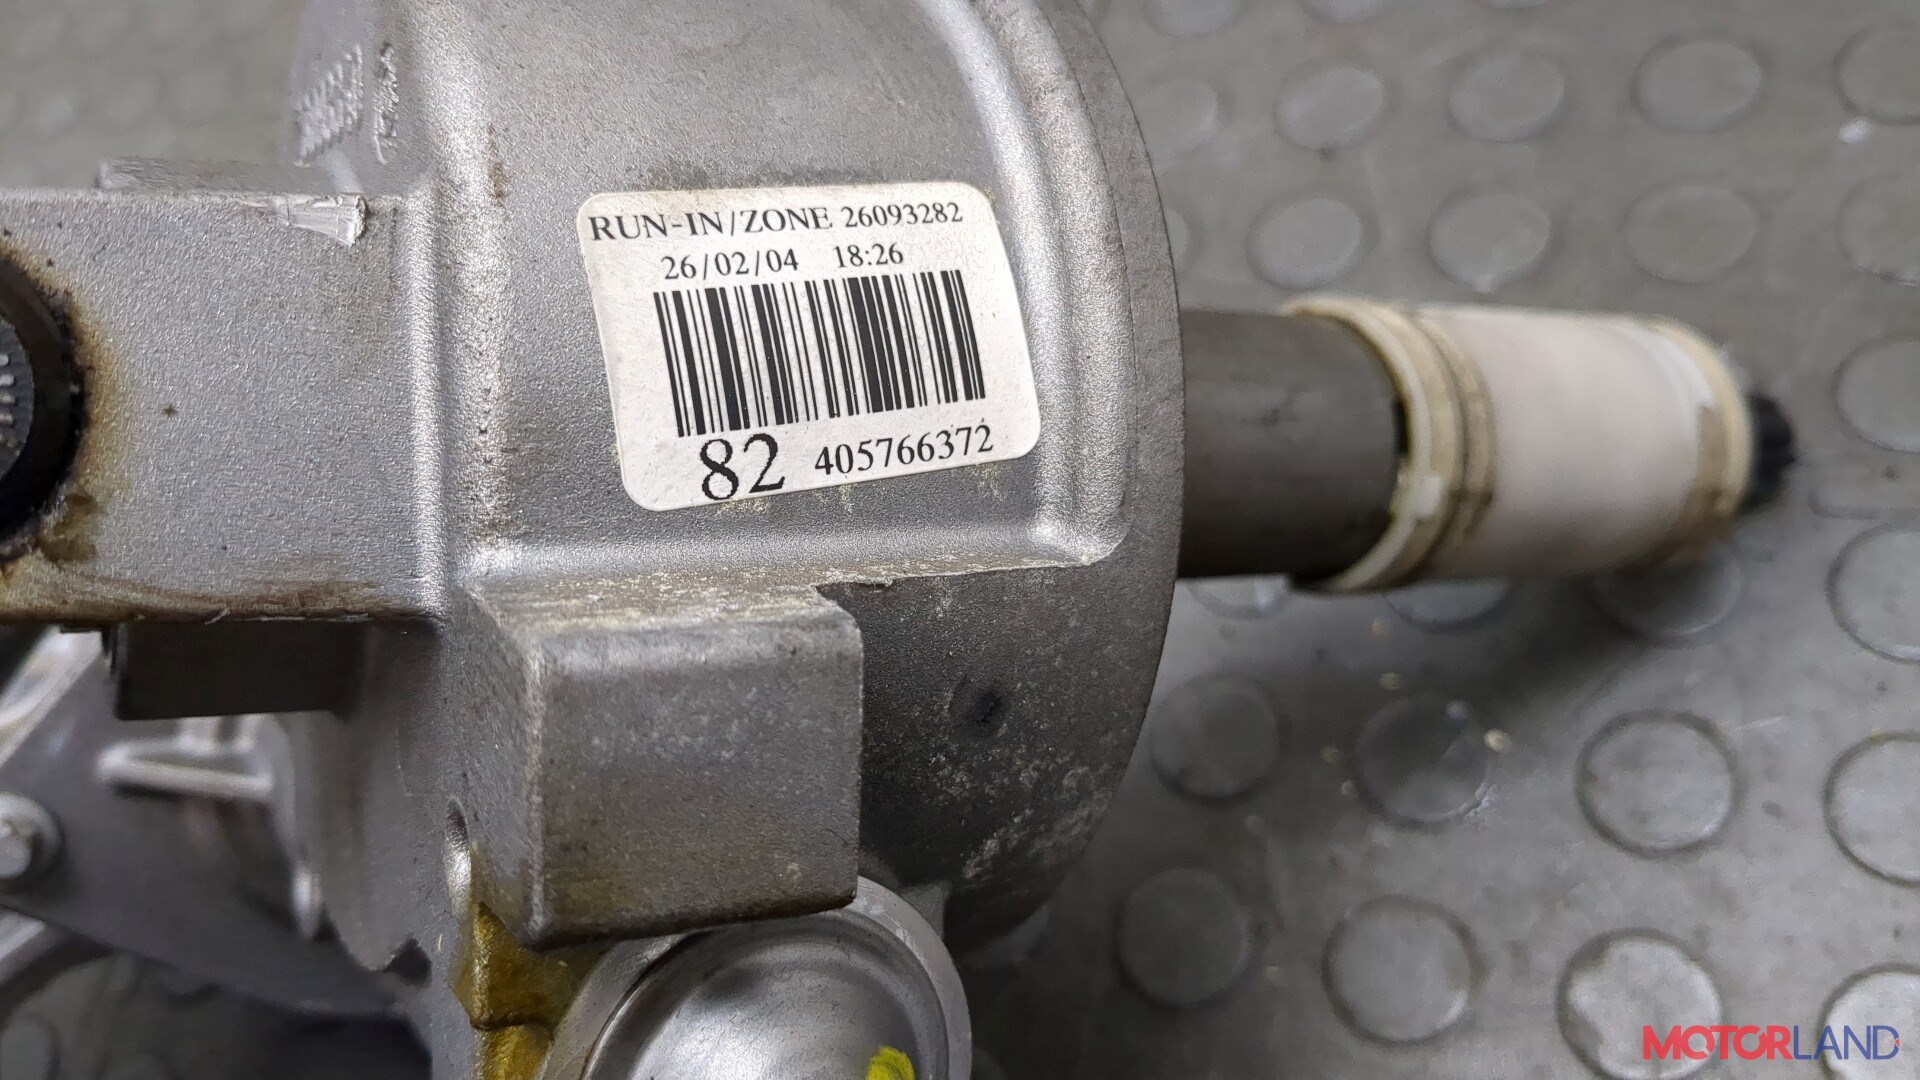 RUN-IN/ZONE 26093282
26/02/04 18:26
82 405766372
MOTORLAND